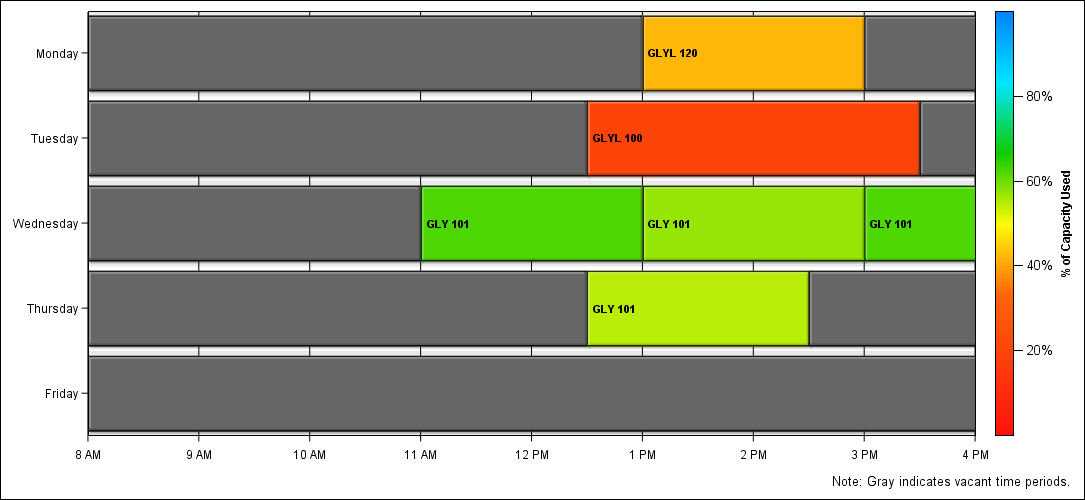 Monday
GLYL 120
Tuesday
GLYL 100
Wednesday
GLY 101
GLY 101
GLY 101
Thursday
GLY 101
Friday
8 AM
9 AM
10 AM
11 AM
12 PM
1 PM
2 PM
3 PM
4 PM
80%
60%
40%
20%
% of Capacity Used
Note: Gray indicates vacant time periods.